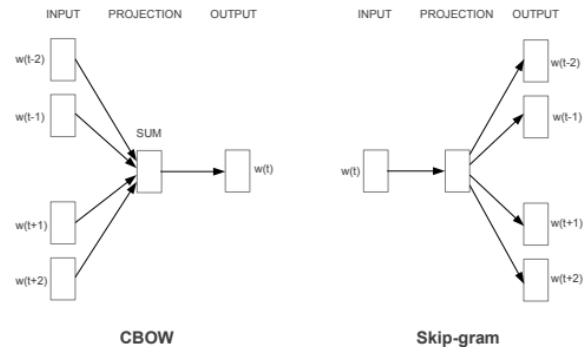 INPUT PROJECTION OUTPUT
w(t-2)
w(t-1)
SUM
w(t)
w(t+1)
w(t+2)
CBOW
INPUT PROJECTION OUTPUT
w(t-2)
w(t-1)
w(t)
w(t+1)
w(t+2)
Skip-gram